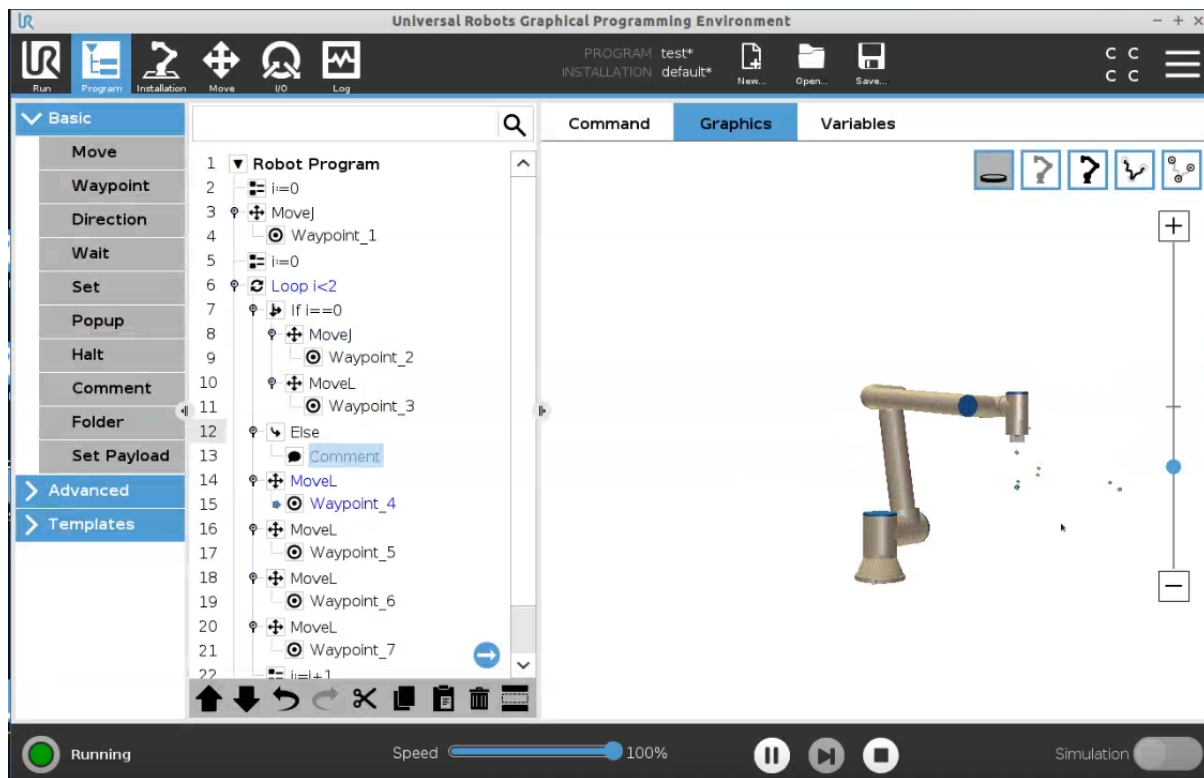 UR
Universal Robots Graphical Programming Environment
Run
Program
Installation
Move
I/O
Log
PROGRAM test*
INSTALLATION default*
New...
Open...
Save...
C C
C C
Basic
Move
Waypoint
Direction
Wait
Set
Popup
Halt
Comment
Folder
Set Payload
Advanced
Templates
1 Robot Program
2 i:=0
3 MoveJ
4 Waypoint_1
5 i:=0
6 Loop i<2
7 If i==0
8 MoveJ
9 Waypoint_2
10 MoveL
11 Waypoint_3
12 Else
13 Comment
14 MoveL
15 Waypoint_4
16 MoveL
17 Waypoint_5
18 MoveL
19 Waypoint_6
20 MoveL
21 Waypoint_7
22 i:=i+1
Command
Graphics
Variables
Running
Speed 100%
Simulation